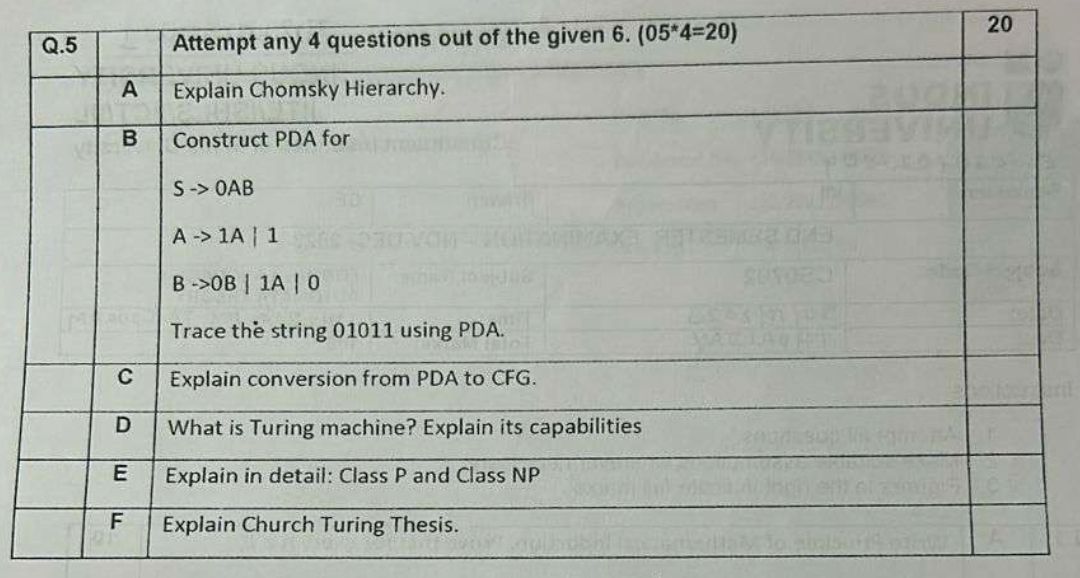 Q.5 Attempt any 4 questions out of the given 6. (05*4=20) 20
A Explain Chomsky Hierarchy.
B Construct PDA for
S -> 0AB
A -> 1A | 1
B ->0B | 1A | 0
Trace the string 01011 using PDA.
C Explain conversion from PDA to CFG.
D What is Turing machine? Explain its capabilities
E Explain in detail: Class P and Class NP
F Explain Church Turing Thesis.